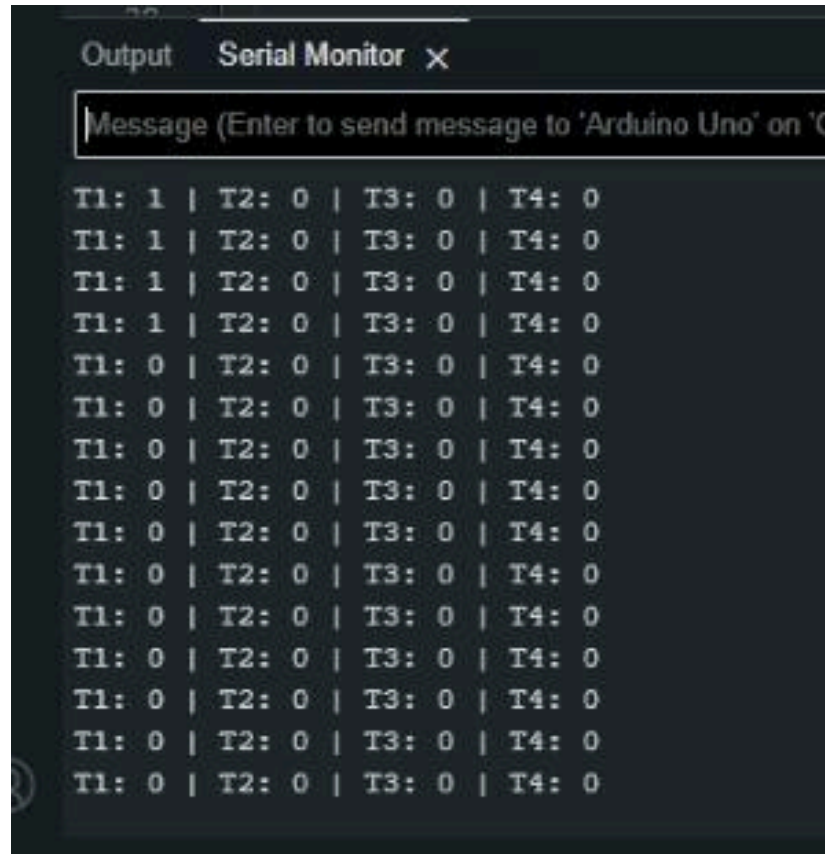 Output Serial Monitor
Message (Enter to send message to 'Arduino Uno' on '
T1: 1 | T2: 0 | T3: 0 | T4: 0
T1: 1 | T2: 0 | T3: 0 | T4: 0
T1: 1 | T2: 0 | T3: 0 | T4: 0
T1: 1 | T2: 0 | T3: 0 | T4: 0
T1: 0 | T2: 0 | T3: 0 | T4: 0
T1: 0 | T2: 0 | T3: 0 | T4: 0
T1: 0 | T2: 0 | T3: 0 | T4: 0
T1: 0 | T2: 0 | T3: 0 | T4: 0
T1: 0 | T2: 0 | T3: 0 | T4: 0
T1: 0 | T2: 0 | T3: 0 | T4: 0
T1: 0 | T2: 0 | T3: 0 | T4: 0
T1: 0 | T2: 0 | T3: 0 | T4: 0
T1: 0 | T2: 0 | T3: 0 | T4: 0
T1: 0 | T2: 0 | T3: 0 | T4: 0
T1: 0 | T2: 0 | T3: 0 | T4: 0